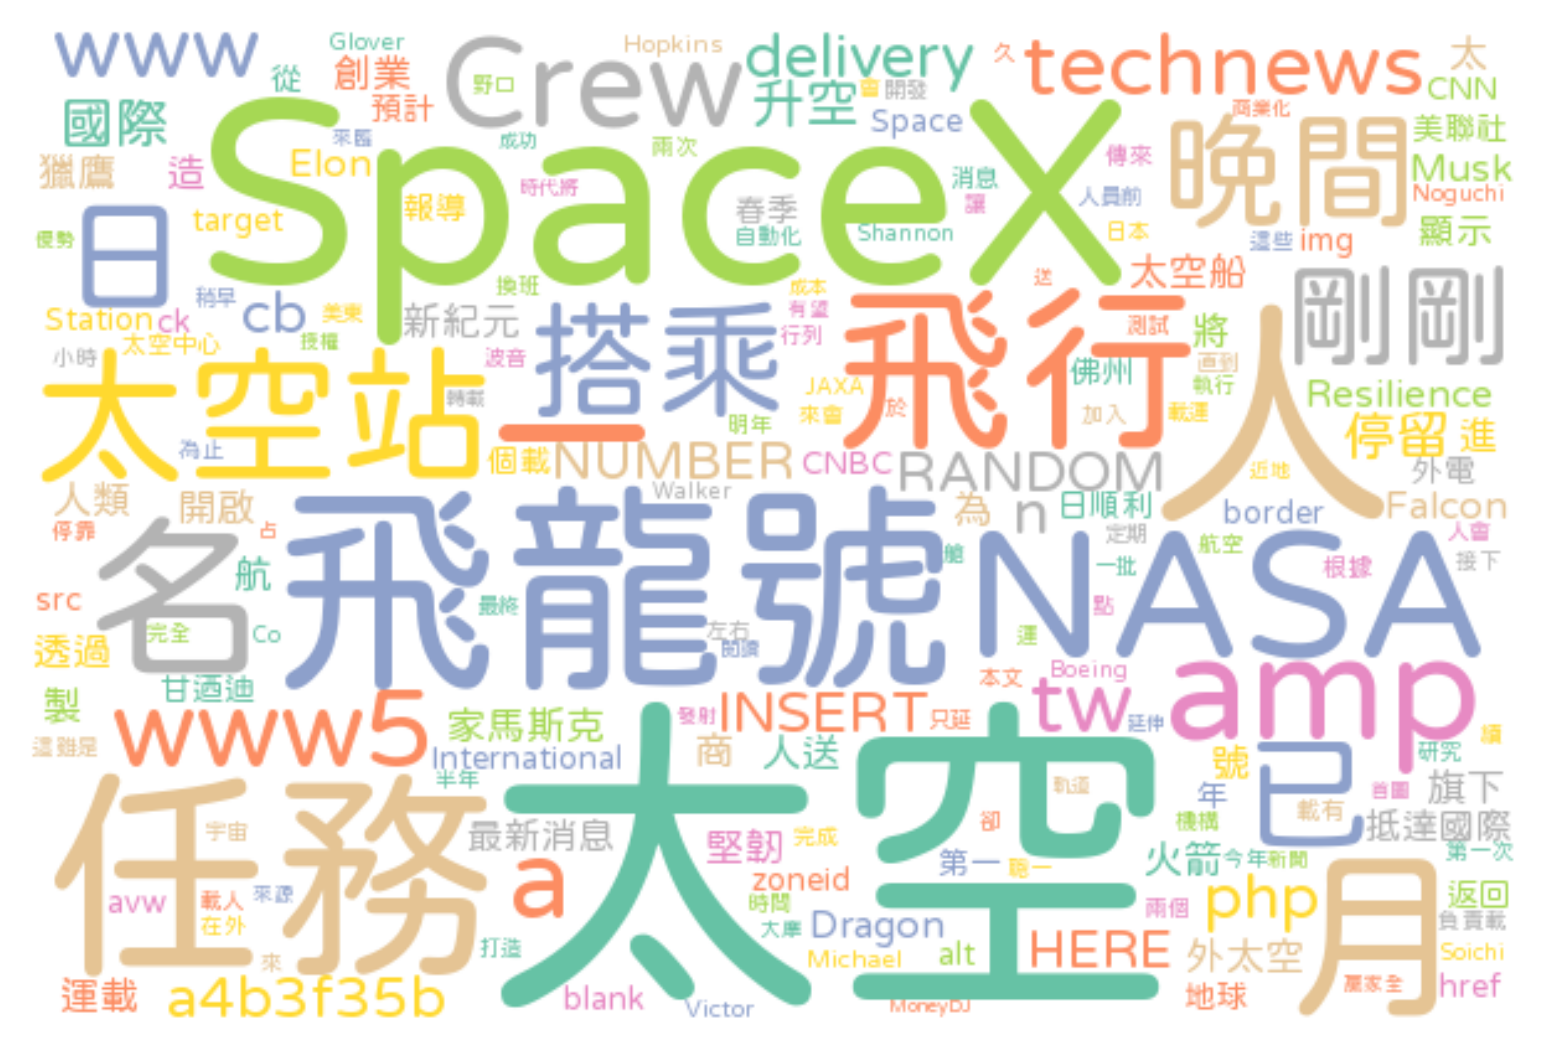 www
從
Glover
創業
預計
Crew
野口
Hopkins
delivery
升空
會
開發
久
technews
太
CNN
國際
來臨
成功
兩次
Space
商業化
美聯社
獵鷹
造
SpaceX
Elon
時代將
消息
傳來
晚間
Musk
日
target
報導
春季
讓
人員前
Noguchi
優勢
自動化
Shannon
日本
這些
img
顯示
稍早
換班
成本
送
太空船
剛剛
Station
ck
cb
美東
新紀元
搭乘
有望
飛行
測試
將
小時
太空中心
授權
波音
行列
佛州
直到
太空站
轉載
一
JAXA
來會
於
加入
執行
載運
人
Resilience
為止
明年
停留
進
個載
NUMBER
CNBC
RANDOM
近地
外電
人類
開啟
Walker
為
n
日順利
border
Falcon
停靠
占
飛龍號
定期
人會
名
航
艙
NASA
一批
航空
根據
接下
src
最終
點
完全
Co
左右
閱讀
運
透過
甘迺迪
本文
Boeing
製
www5
家馬斯克
發射
INSERT
只延
tw
延伸
amp
這雖是
International
商
人送
號
已
研究
續
半年
任務
宇宙
太空
軌道
年
首圖
旗下
載有
最新消息
堅韌
完成
卻
機構
抵達國際
a
第一
火箭
今年
新聞
第一次
avw
載人
來源
zoneid
php
月
返回
在外
時間
兩個
負責載
打造
大廈
Dragon
來
Michael
alt
HERE
外太空
Soichi
運載
a4b3f35b
blank
Victor
MoneyDJ
地球
href